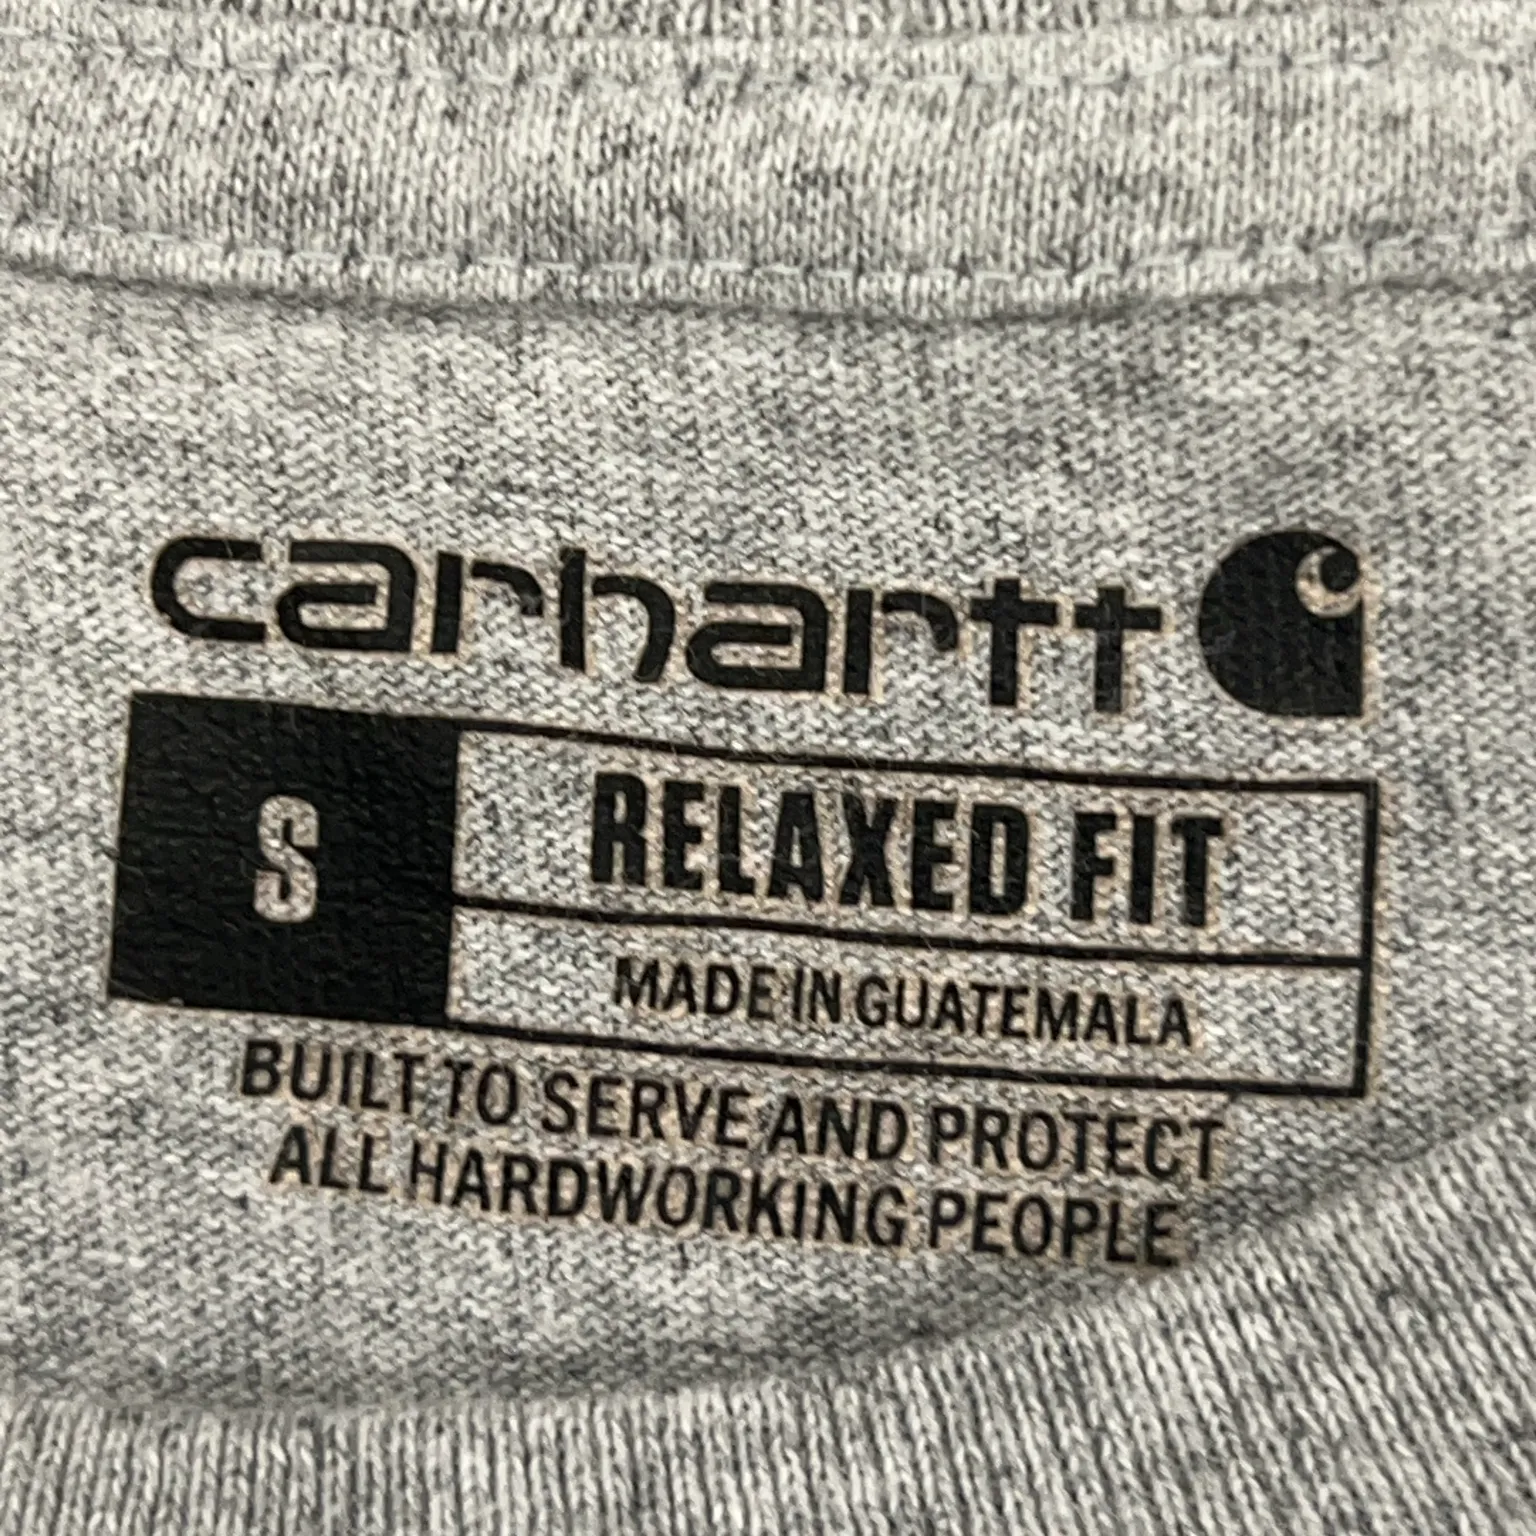 carhartt
S
RELAXED FIT
MADE IN GUATEMALA
BUILT TO SERVE AND PROTECT
ALL HARDWORKING PEOPLE